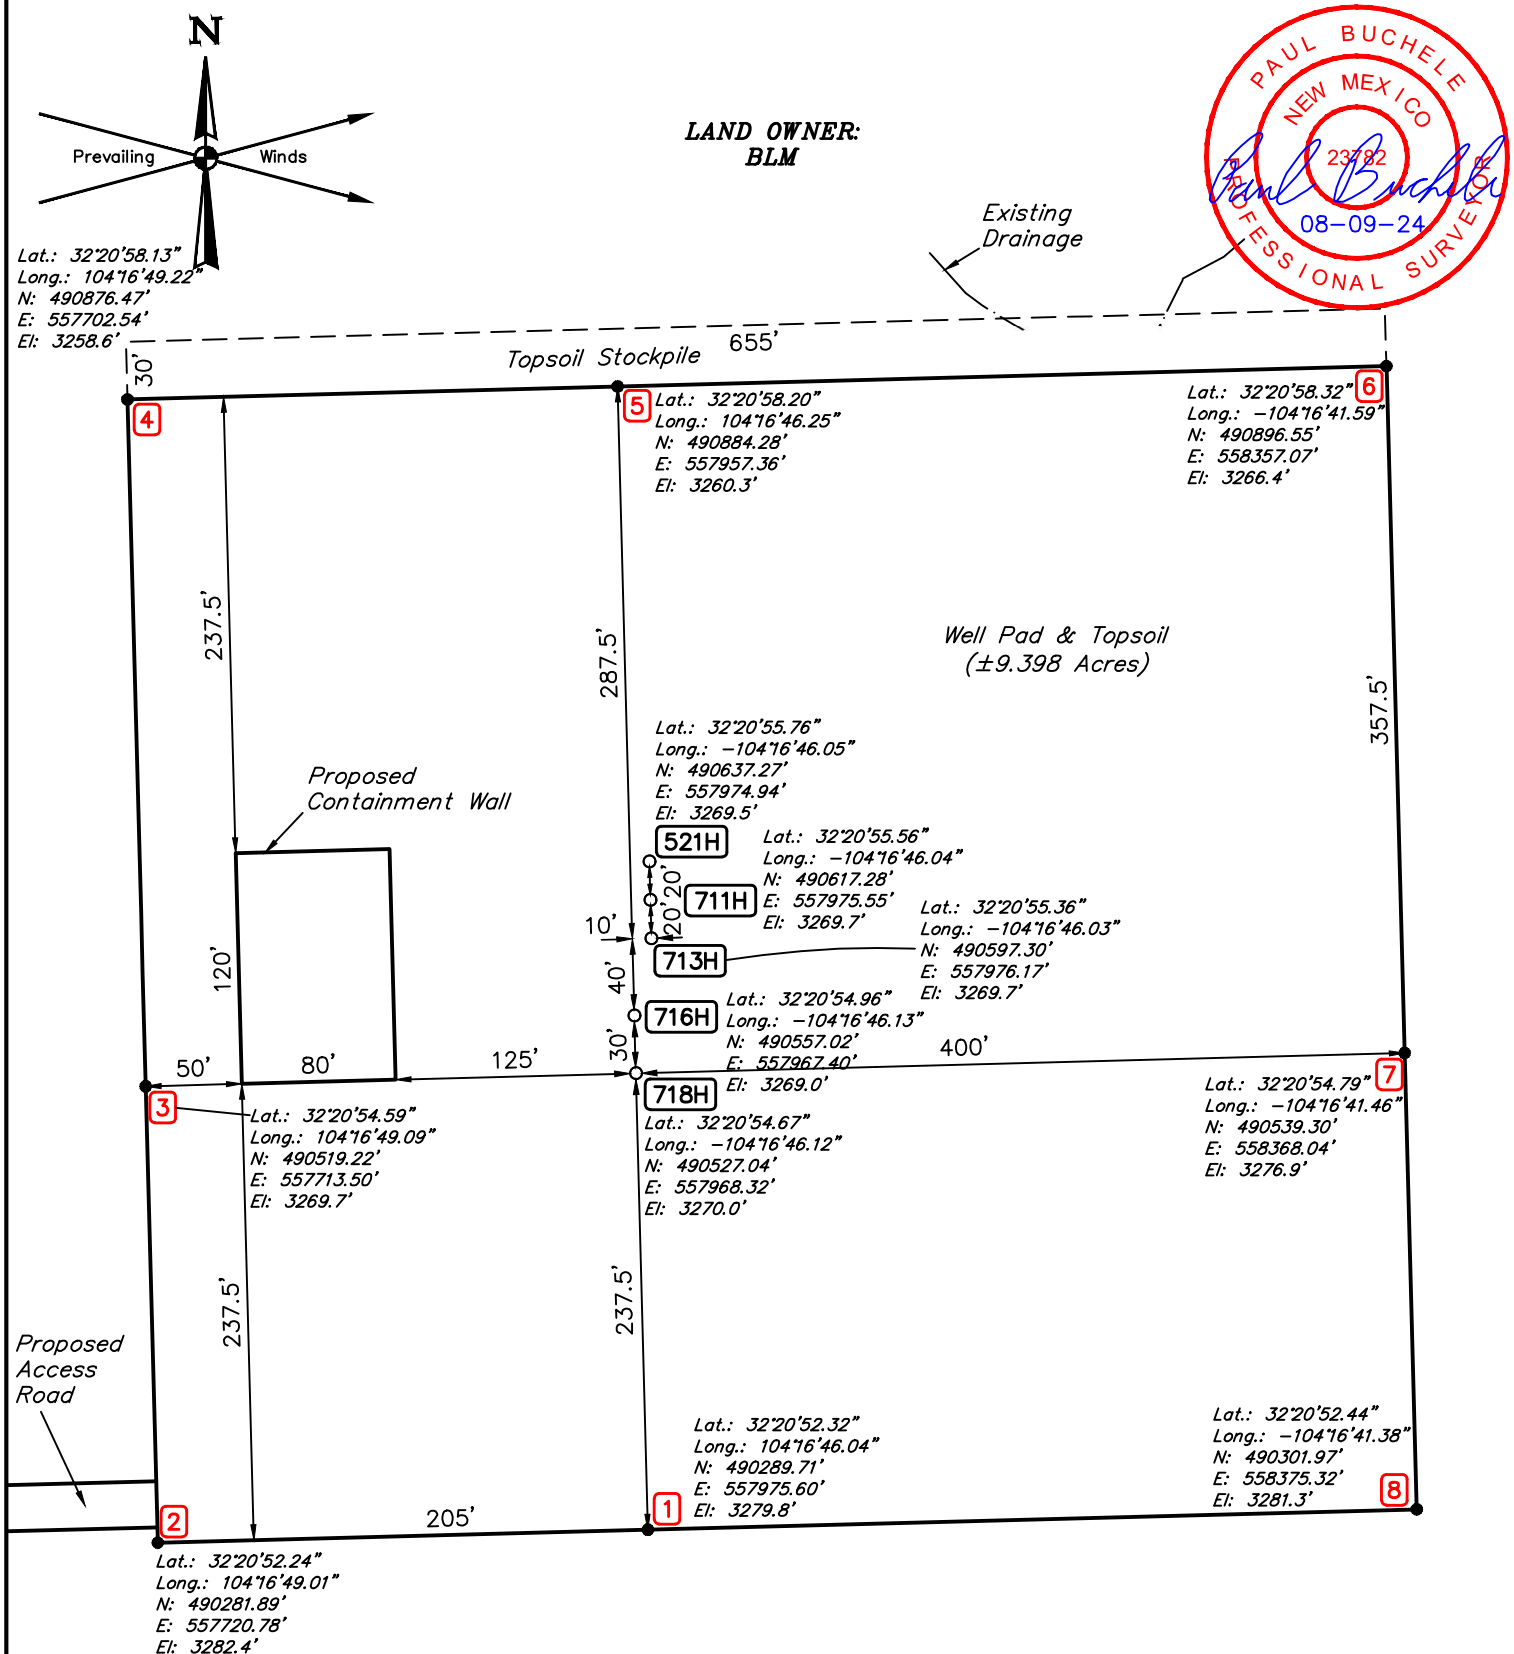 N
Prevailing Winds
LAND OWNER:
BLM
PAUL BUCHELE
NEW MEXICO
23782
PROFESSIONAL SURVEYOR
Paul Buchele
08-09-24
Existing
Drainage
Lat.: 32°20'58.13"
Long.: 104°16'49.22"
N: 490876.47'
E: 557702.54'
El: 3258.6'
30'
Topsoil Stockpile
655'
4
5
Lat.: 32°20'58.20"
Long.: 104°16'46.25"
N: 490884.28'
E: 557957.36'
El: 3260.3'
6
Lat.: 32°20'58.32"
Long.: -104°16'41.59"
N: 490896.55'
E: 558357.07'
El: 3266.4'
237.5'
287.5'
Well Pad & Topsoil
(±9.398 Acres)
357.5'
Lat.: 32°20'55.76"
Long.: -104°16'46.05"
N: 490637.27'
E: 557974.94'
El: 3269.5'
Proposed
Containment Wall
521H
Lat.: 32°20'55.56"
Long.: -104°16'46.04"
N: 490617.28'
E: 557975.55'
El: 3269.7'
20'
711H
20'
10'
713H
Lat.: 32°20'55.36"
Long.: -104°16'46.03"
N: 490597.30'
E: 557976.17'
El: 3269.7'
120'
40'
716H
Lat.: 32°20'54.96"
Long.: -104°16'46.13"
N: 490557.02'
E: 557967.40'
El: 3269.0'
30'
400'
50'
80'
125'
718H
Lat.: 32°20'54.67"
Long.: -104°16'46.12"
N: 490527.04'
E: 557968.32'
El: 3270.0'
3
Lat.: 32°20'54.59"
Long.: 104°16'49.09"
N: 490519.22'
E: 557713.50'
El: 3269.7'
7
Lat.: 32°20'54.79"
Long.: -104°16'41.46"
N: 490539.30'
E: 558368.04'
El: 3276.9'
237.5'
237.5'
Proposed
Access
Road
1
Lat.: 32°20'52.32"
Long.: 104°16'46.04"
N: 490289.71'
E: 557975.60'
El: 3279.8'
8
Lat.: 32°20'52.44"
Long.: -104°16'41.38"
N: 490301.97'
E: 558375.32'
El: 3281.3'
2
205'
Lat.: 32°20'52.24"
Long.: 104°16'49.01"
N: 490281.89'
E: 557720.78'
El: 3282.4'